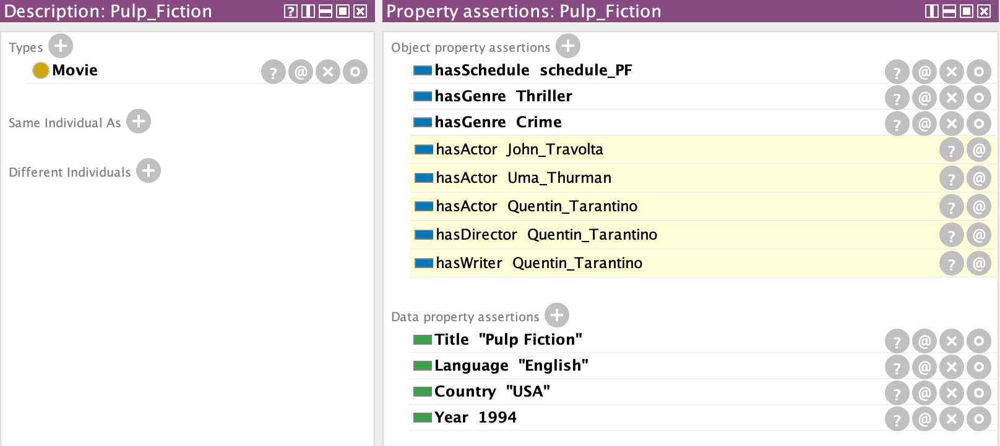 Description: Pulp_Fiction
Types
Movie
Same Individual As
Different Individuals
Property assertions: Pulp_Fiction
Object property assertions
hasSchedule schedule_PF
hasGenre Thriller
hasGenre Crime
hasActor John_Travolta
hasActor Uma_Thurman
hasActor Quentin_Tarantino
hasDirector Quentin_Tarantino
hasWriter Quentin_Tarantino
Data property assertions
Title "Pulp Fiction"
Language "English"
Country "USA"
Year 1994